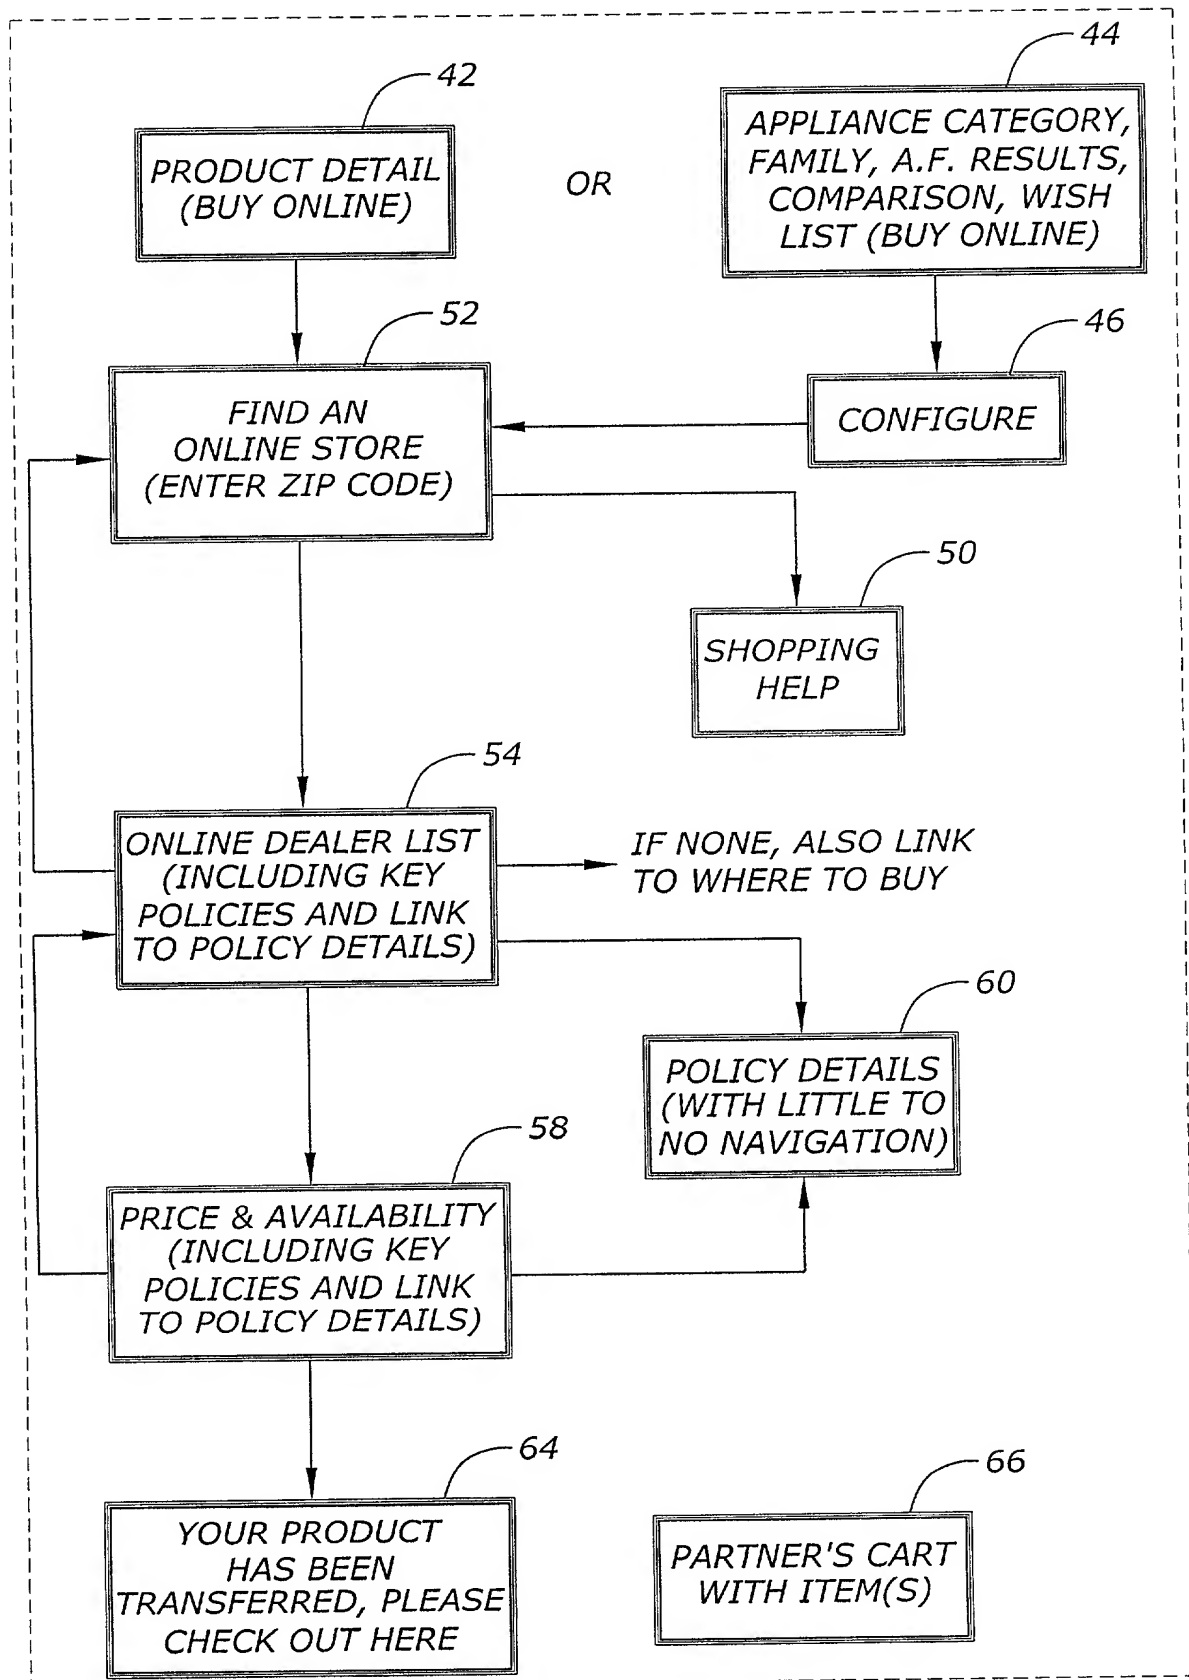 42
PRODUCT DETAIL
(BUY ONLINE)
OR
44
APPLIANCE CATEGORY,
FAMILY, A.F. RESULTS,
COMPARISON, WISH
LIST (BUY ONLINE)
52
FIND AN
ONLINE STORE
(ENTER ZIP CODE)
46
CONFIGURE
50
SHOPPING
HELP
54
ONLINE DEALER LIST
(INCLUDING KEY
POLICIES AND LINK
TO POLICY DETAILS)
IF NONE, ALSO LINK
TO WHERE TO BUY
60
POLICY DETAILS
(WITH LITTLE TO
NO NAVIGATION)
58
PRICE & AVAILABILITY
(INCLUDING KEY
POLICIES AND LINK
TO POLICY DETAILS)
64
YOUR PRODUCT
HAS BEEN
TRANSFERRED, PLEASE
CHECK OUT HERE
66
PARTNER'S CART
WITH ITEM(S)